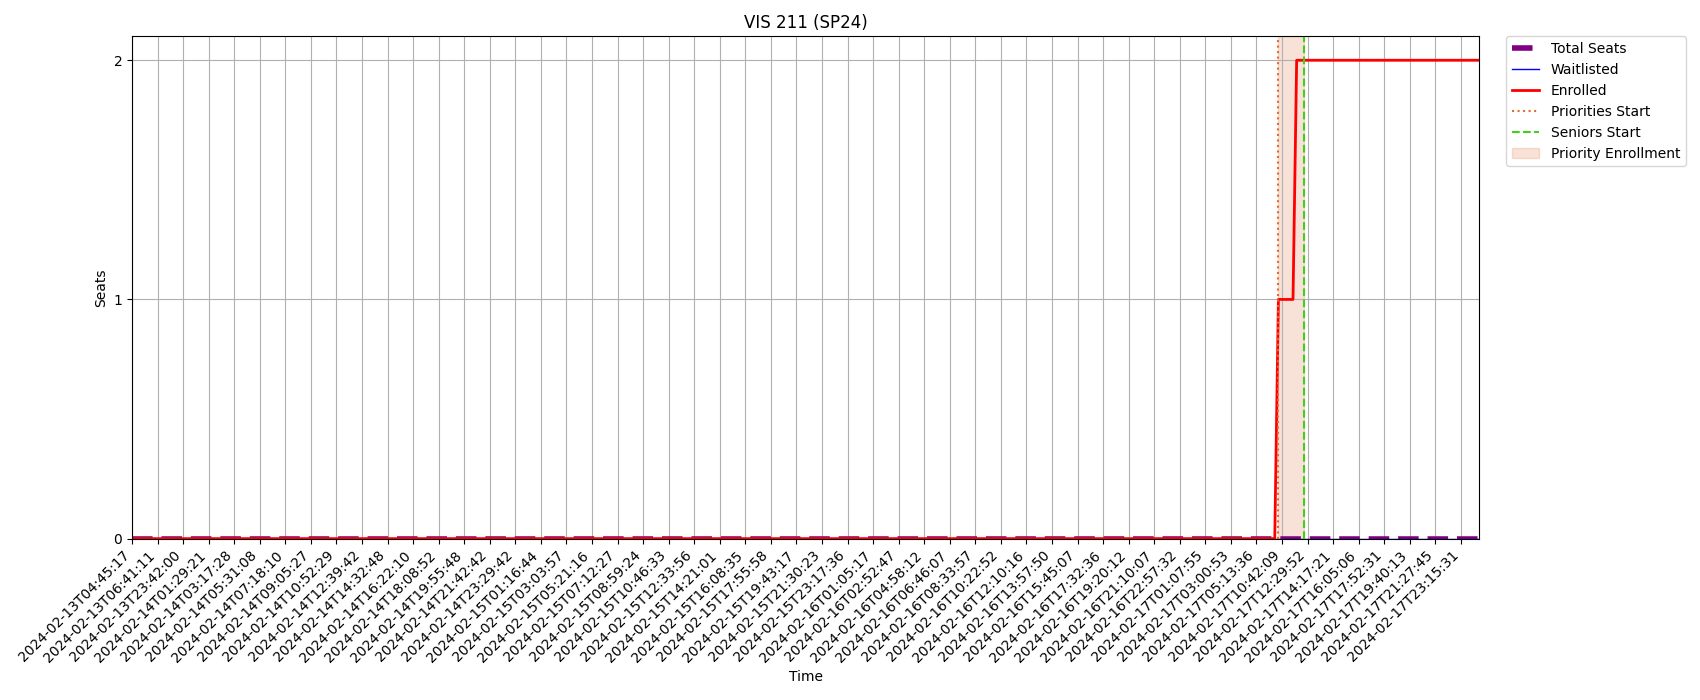 VIS 211 (SP24)
Total Seats
Waitlisted
Enrolled
Priorities Start
Seniors Start
Priority Enrollment
Seats
2
1
0
2024-02-13T04:45:17
2024-02-13T06:41:11
2024-02-13T23:42:00
2024-02-14T01:29:21
2024-02-14T03:17:28
2024-02-14T05:31:08
2024-02-14T07:18:10
2024-02-14T09:05:27
2024-02-14T10:52:29
2024-02-14T12:39:42
2024-02-14T14:32:48
2024-02-14T16:22:10
2024-02-14T18:08:52
2024-02-14T19:55:48
2024-02-14T21:42:42
2024-02-14T23:29:42
2024-02-15T01:16:44
2024-02-15T03:03:57
2024-02-15T05:21:16
2024-02-15T07:12:27
2024-02-15T08:59:24
2024-02-15T10:46:33
2024-02-15T12:33:56
2024-02-15T14:21:01
2024-02-15T16:08:35
2024-02-15T17:55:58
2024-02-15T19:43:17
2024-02-15T21:30:23
2024-02-15T23:17:36
2024-02-16T01:05:17
2024-02-16T02:52:47
2024-02-16T04:58:12
2024-02-16T06:46:07
2024-02-16T08:33:57
2024-02-16T10:22:52
2024-02-16T12:10:16
2024-02-16T13:57:50
2024-02-16T15:45:07
2024-02-16T17:32:36
2024-02-16T19:20:12
2024-02-16T21:10:07
2024-02-16T22:57:32
2024-02-17T01:07:55
2024-02-17T03:00:53
2024-02-17T05:13:36
2024-02-17T10:42:09
2024-02-17T12:29:52
2024-02-17T14:17:21
2024-02-17T16:05:06
2024-02-17T17:52:31
2024-02-17T19:40:13
2024-02-17T21:27:45
2024-02-17T23:15:31
Time